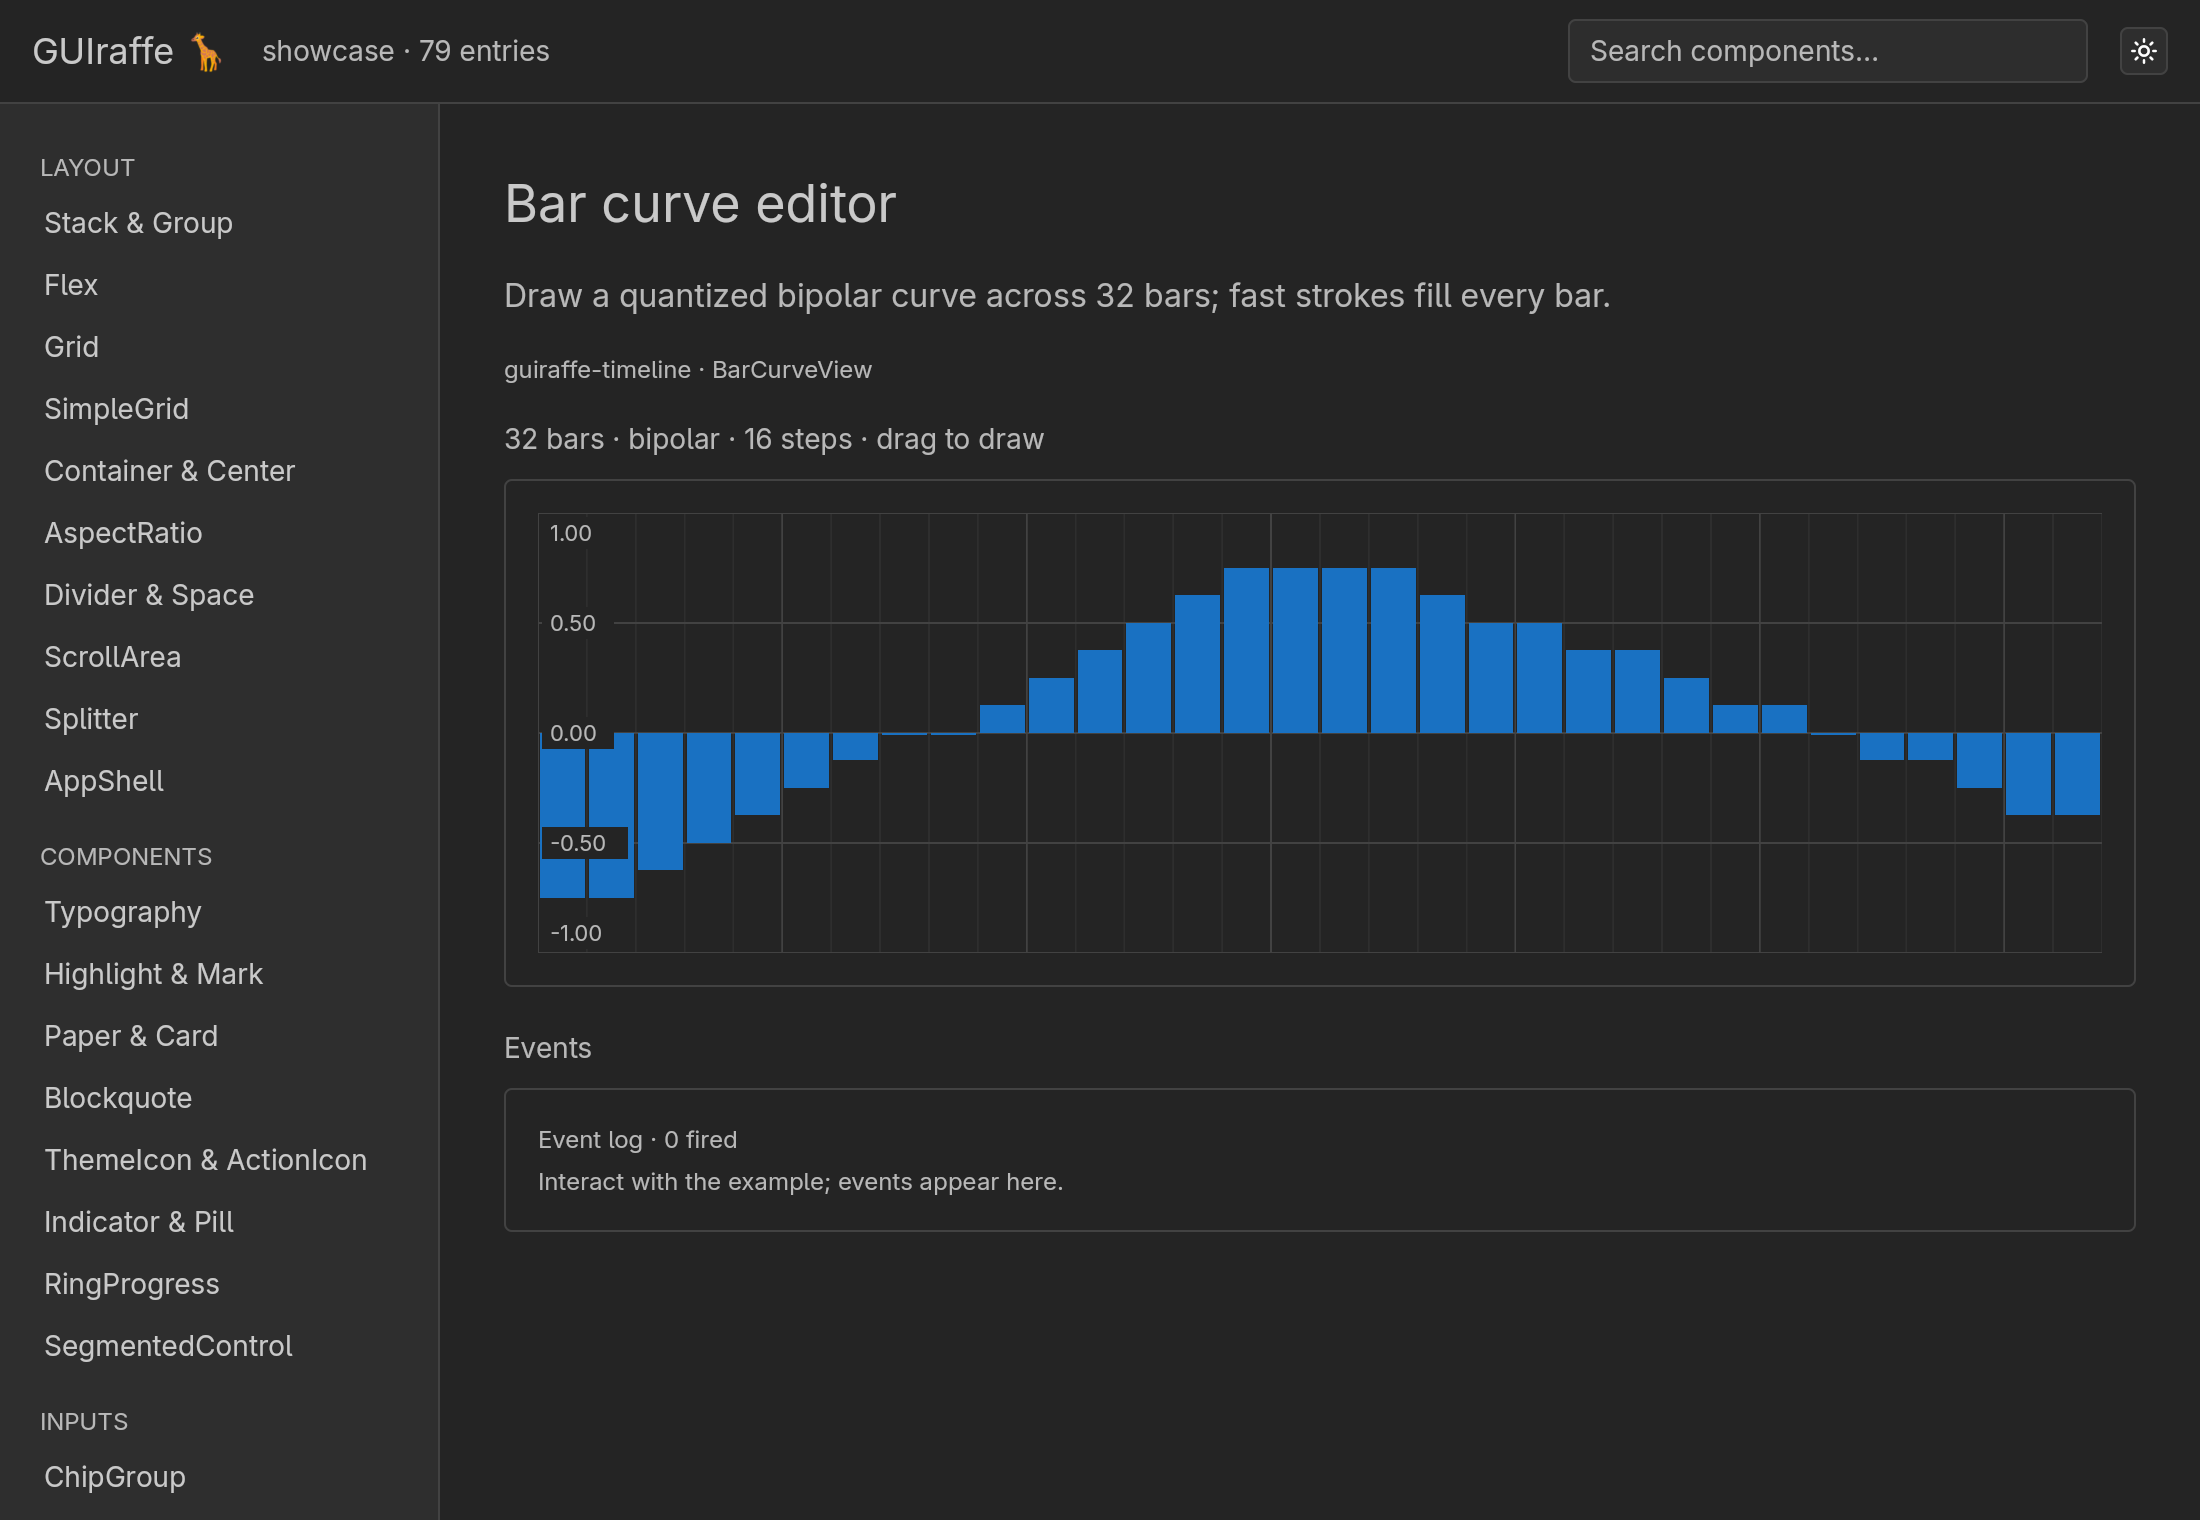 GUIraffe 🦒 showcase · 79 entries Search components...
LAYOUT
Stack & Group
Flex
Grid
SimpleGrid
Container & Center
AspectRatio
Divider & Space
ScrollArea
Splitter
AppShell
COMPONENTS
Typography
Highlight & Mark
Paper & Card
Blockquote
ThemeIcon & ActionIcon
Indicator & Pill
RingProgress
SegmentedControl
INPUTS
ChipGroup
Bar curve editor
Draw a quantized bipolar curve across 32 bars; fast strokes fill every bar.
guiraffe-timeline · BarCurveView
32 bars · bipolar · 16 steps · drag to draw
1.00
0.50
0.00
-0.50
-1.00
Events
Event log · 0 fired
Interact with the example; events appear here.